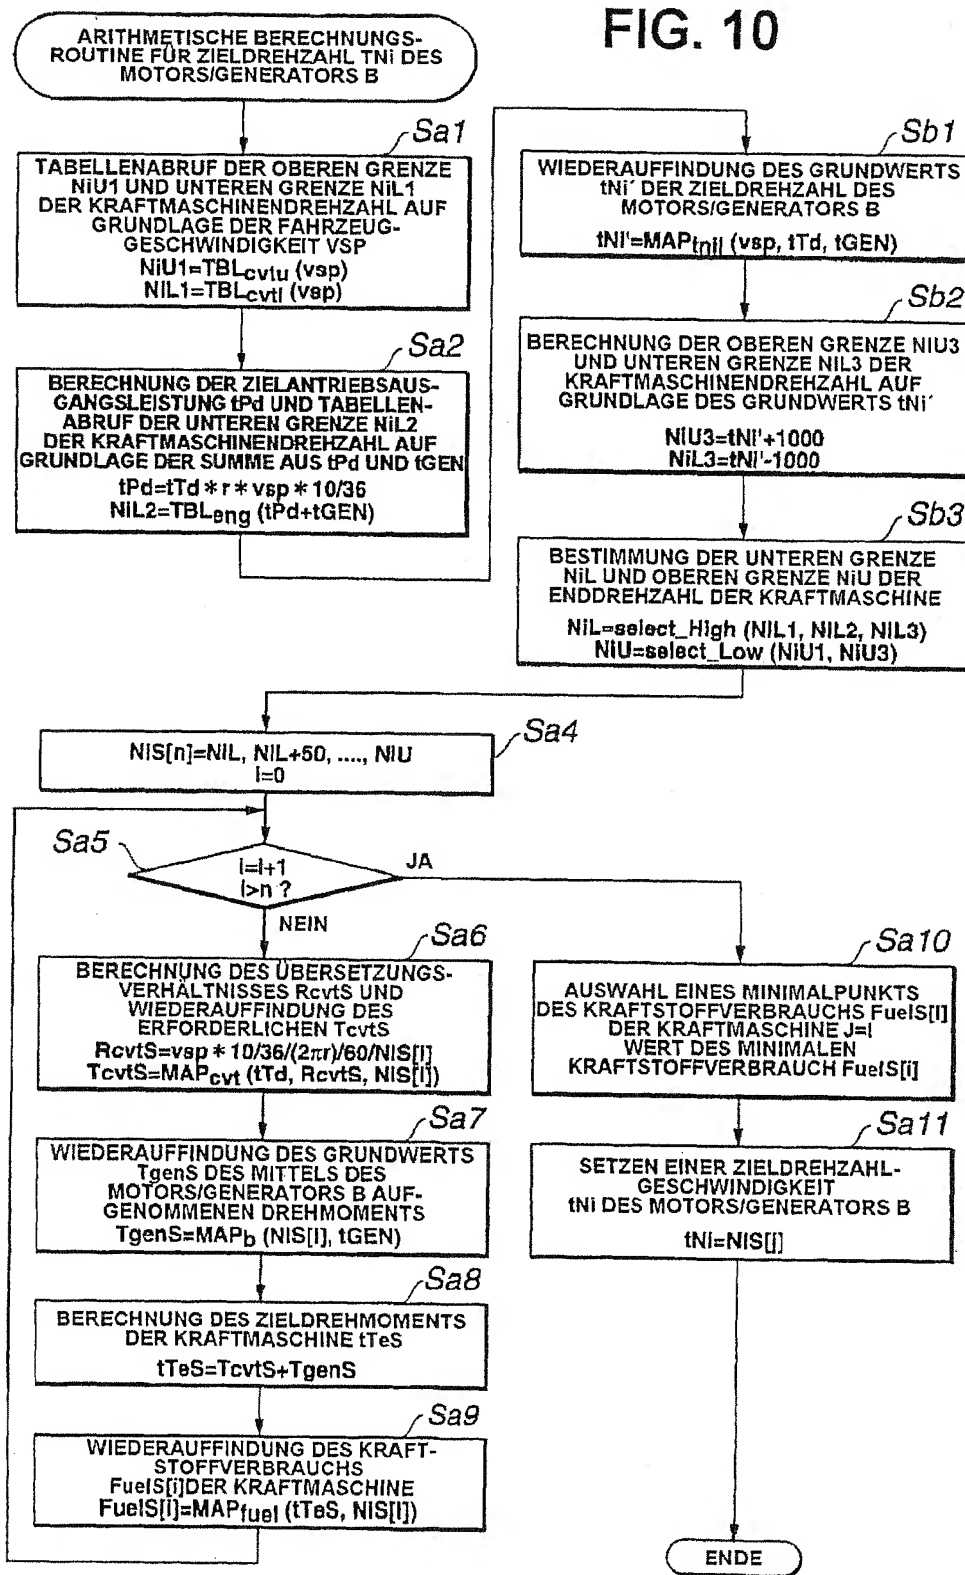 FIG. 10
ARITHMETISCHE BERECHNUNGS-
ROUTINE FÜR ZIELDREHZAHL TNi DES
MOTORS/GENERATORS B
Sa1
TABELLENABRUF DER OBEREN GRENZE
NiU1 UND UNTEREN GRENZE NiL1
DER KRAFTMASCHINENDREHZAHL AUF
GRUNDLAGE DER FAHRZEUG-
GESCHWINDIGKEIT VSP
NiU1=TBLcvtu (vsp)
NiL1=TBLcvtl (vsp)
Sa2
BERECHNUNG DER ZIELANTRIEBSAUS-
GANGSLEISTUNG tPd UND TABELLEN-
ABRUF DER UNTEREN GRENZE NiL2
DER KRAFTMASCHINENDREHZAHL AUF
GRUNDLAGE DER SUMME AUS tPd UND tGEN
tPd=tTd * r * vsp * 10/36
NiL2=TBLeng (tPd+tGEN)
Sb1
WIEDERAUFFINDUNG DES GRUNDWERTS
tNi´ DER ZIELDREHZAHL DES
MOTORS/GENERATORS B
tNi'=MAPtnil (vsp, tTd, tGEN)
Sb2
BERECHNUNG DER OBEREN GRENZE NiU3
UND UNTEREN GRENZE NiL3 DER
KRAFTMASCHINENDREHZAHL AUF
GRUNDLAGE DES GRUNDWERTS tNi´
NiU3=tNi'+1000
NiL3=tNi'-1000
Sb3
BESTIMMUNG DER UNTEREN GRENZE
NiL UND OBEREN GRENZE NiU DER
ENDDREHZAHL DER KRAFTMASCHINE
NiL=select_High (NiL1, NiL2, NiL3)
NiU=select_Low (NiU1, NiU3)
Sa4
NiS[n]=NiL, NiL+50, ...., NiU
i=0
Sa5
i=i+1
i>n ?
JA
NEIN
Sa6
BERECHNUNG DES ÜBERSETZUNGS-
VERHÄLTNISSES RcvtS UND
WIEDERAUFFINDUNG DES
ERFORDERLICHEN TcvtS
RcvtS=vsp * 10/36/(2πr)/60/NiS[i]
TcvtS=MAPcvt (tTd, RcvtS, NiS[i])
Sa7
WIEDERAUFFINDUNG DES GRUNDWERTS
TgenS DES MITTELS DES
MOTORS/GENERATORS B AUF-
GENOMMENEN DREHMOMENTS
TgenS=MAPb (NiS[i], tGEN)
Sa8
BERECHNUNG DES ZIELDREHMOMENTS
DER KRAFTMASCHINE tTeS
tTeS=TcvtS+TgenS
Sa9
WIEDERAUFFINDUNG DES KRAFT-
STOFFVERBRAUCHS
FuelS[i]DER KRAFTMASCHINE
FuelS[i]=MAPfuel (tTeS, NiS[i])
Sa10
AUSWAHL EINES MINIMALPUNKTS
DES KRAFTSTOFFVERBRAUCHS FuelS[i]
DER KRAFTMASCHINE J=i
WERT DES MINIMALEN
KRAFTSTOFFVERBRAUCH FuelS[i]
Sa11
SETZEN EINER ZIELDREHZAHL-
GESCHWINDIGKEIT
tNi DES MOTORS/GENERATORS B
tNi=NiS[j]
ENDE